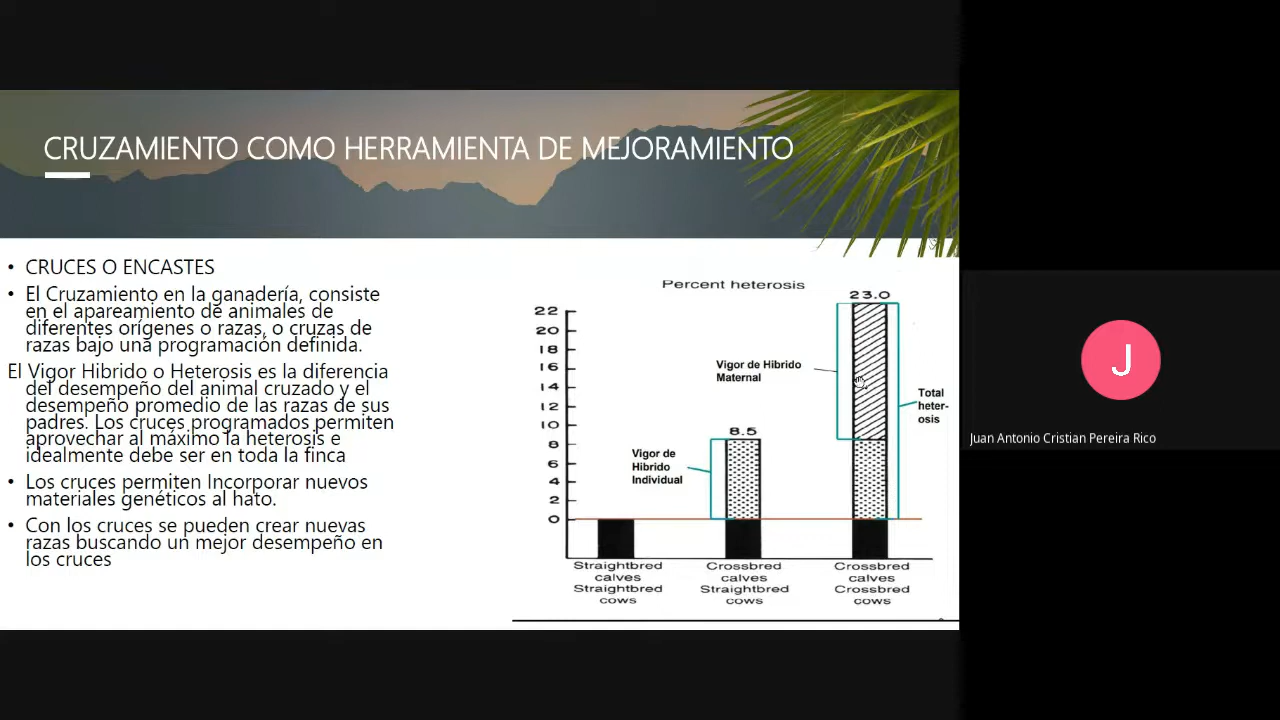 CRUZAMIENTO COMO HERRAMIENTA DE MEJORAMIENTO
• CRUCES O ENCASTES
• El Cruzamiento en la ganadería, consiste
en el apareamiento de animales de
diferentes orígenes o razas, o cruzas de
razas bajo una programación definida.
El Vigor Hibrido o Heterosis es la diferencia
del desempeño del animal cruzado y el
desempeño promedio de las razas de sus
padres. Los cruces programados permiten
aprovechar al máximo la heterosis e
idealmente debe ser en toda la finca
• Los cruces permiten Incorporar nuevos
materiales genéticos al hato.
• Con los cruces se pueden crear nuevas
razas buscando un mejor desempeño en
los cruces
Percent heterosis
23.0
22
20
18
16
14
12
10
8
6
4
2
0
Vigor de Hibrido
Maternal
Total
heter-
osis
8.5
Vigor de
Hibrido
Individual
Straightbred
calves
Straightbred
cows
Crossbred
calves
Straightbred
cows
Crossbred
calves
Crossbred
cows
J
Juan Antonio Cristian Pereira Rico